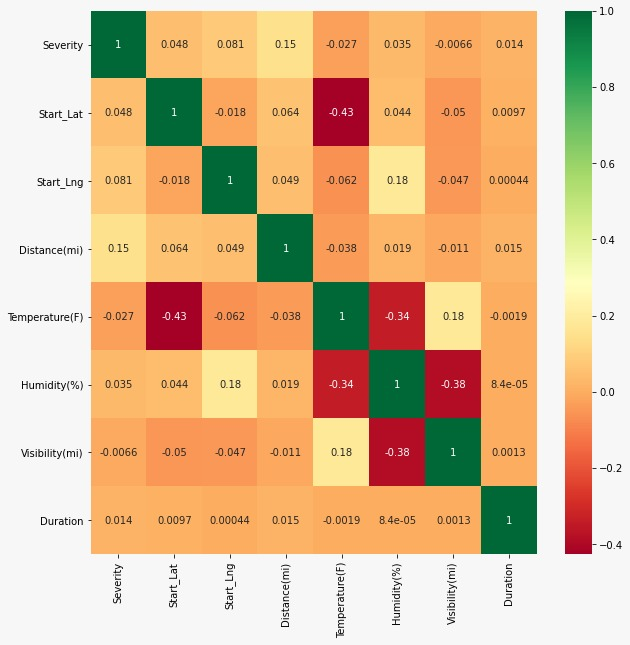 Severity 1 0.048 0.081 0.15 -0.027 0.035 -0.0066 0.014
Start_Lat 0.048 1 -0.018 0.064 -0.43 0.044 -0.05 0.0097
Start_Lng 0.081 -0.018 1 0.049 -0.062 0.18 -0.047 0.00044
Distance(mi) 0.15 0.064 0.049 1 -0.038 0.019 -0.011 0.015
Temperature(F) -0.027 -0.43 -0.062 -0.038 1 -0.34 0.18 -0.0019
Humidity(%) 0.035 0.044 0.18 0.019 -0.34 1 -0.38 8.4e-05
Visibility(mi) -0.0066 -0.05 -0.047 -0.011 0.18 -0.38 1 0.0013
Duration 0.014 0.0097 0.00044 0.015 -0.0019 8.4e-05 0.0013 1
Severity
Start_Lat
Start_Lng
Distance(mi)
Temperature(F)
Humidity(%)
Visibility(mi)
Duration
1.0
0.8
0.6
0.4
0.2
0.0
−0.2
−0.4